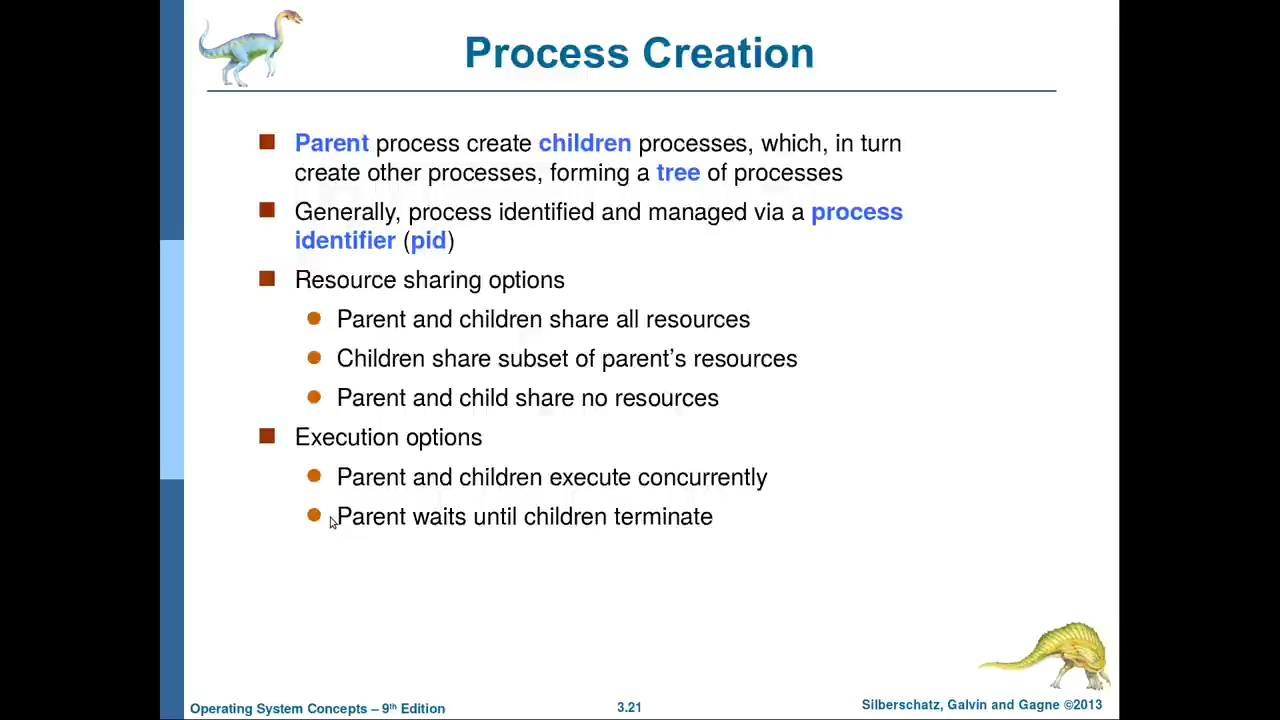 Process Creation
Parent process create children processes, which, in turn
create other processes, forming a tree of processes
Generally, process identified and managed via a process
identifier (pid)
Resource sharing options
Parent and children share all resources
Children share subset of parent’s resources
Parent and child share no resources
Execution options
Parent and children execute concurrently
Parent waits until children terminate
Operating System Concepts – 9th Edition
3.21
Silberschatz, Galvin and Gagne ©2013